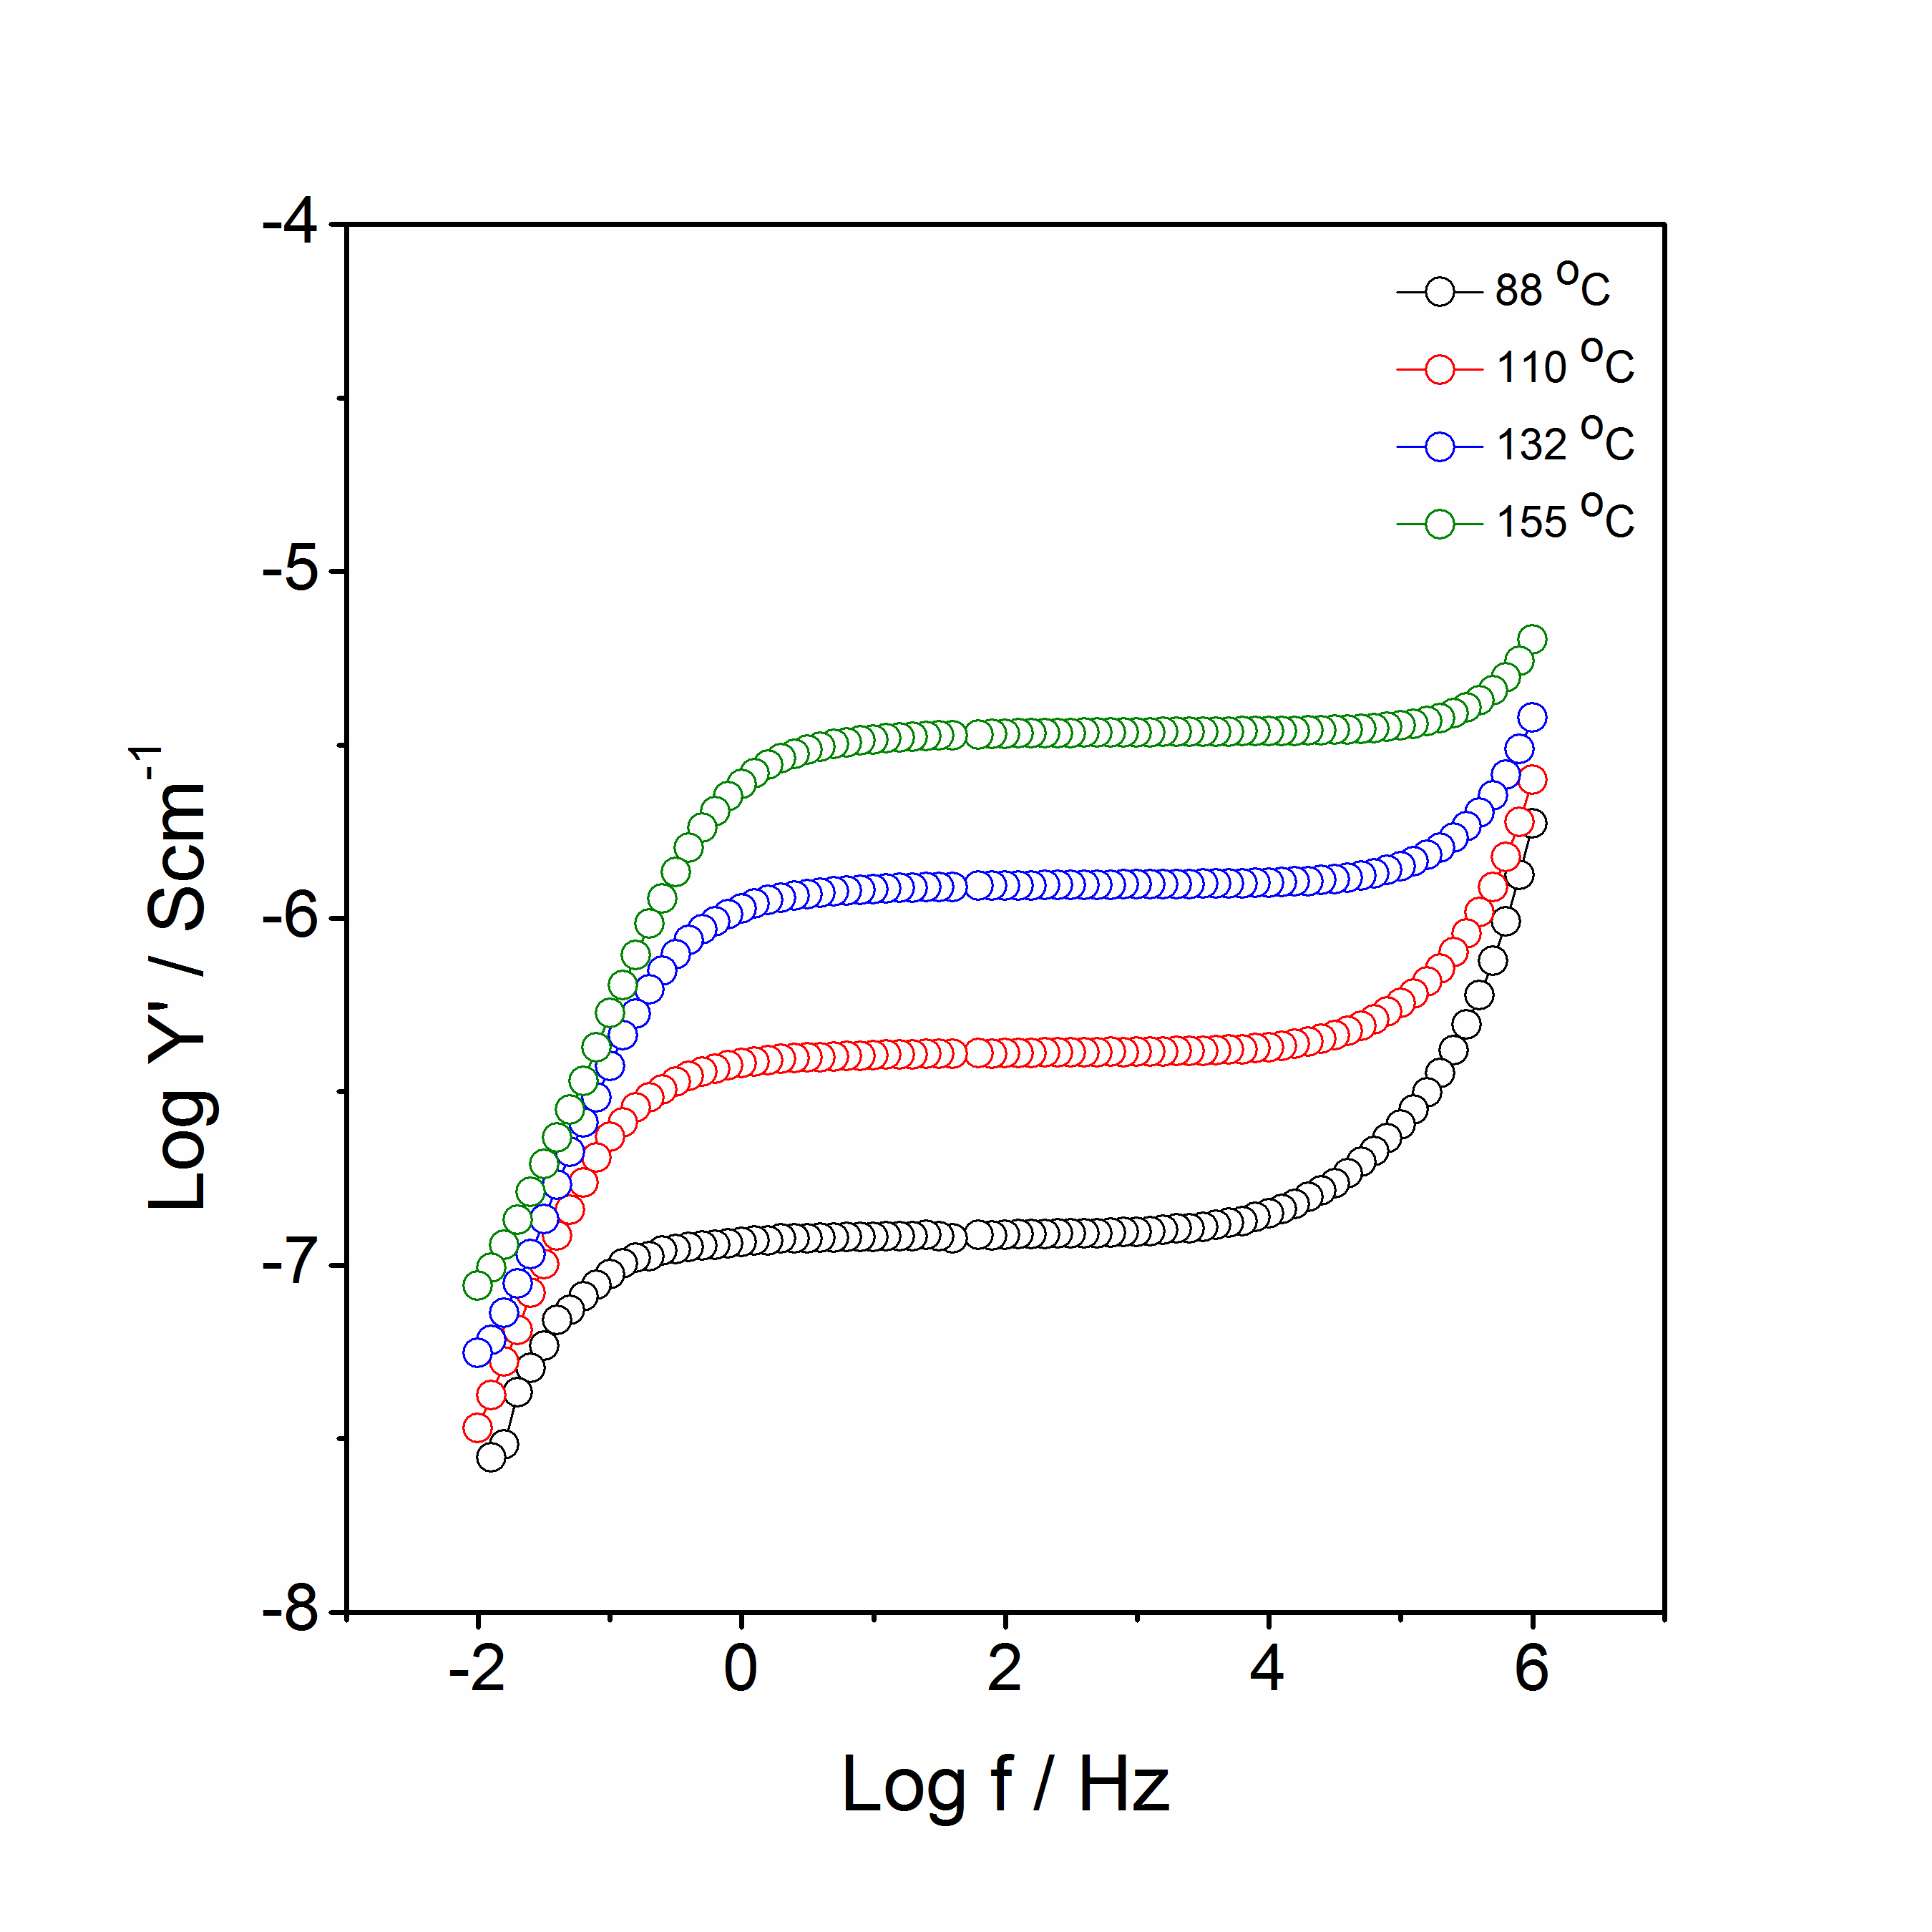 -4
-5
-6
-7
-8
-2 0 2 4 6
Log Y' / Scm-1
Log f / Hz
88 oC
110 oC
132 oC
155 oC